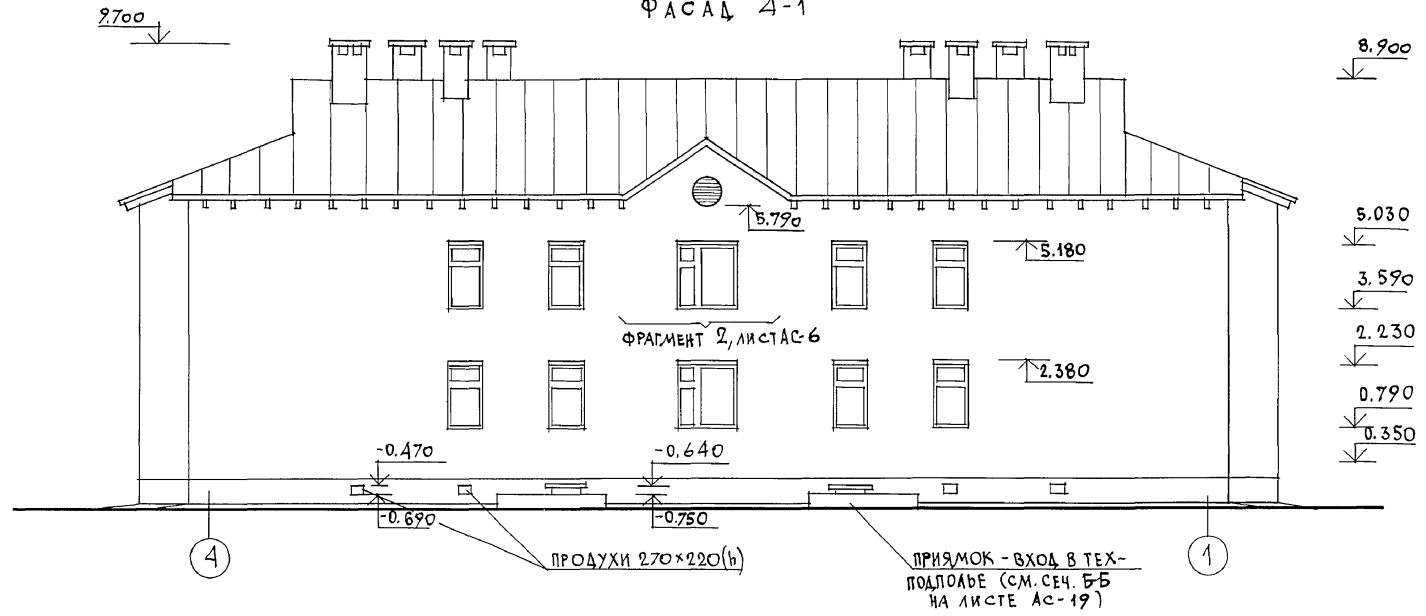 ФАСАД 4-1
9.700
8.900
5.790
5.030
5.180
3.590
ФРАГМЕНТ 2, ЛИСТ АС-6
2.230
2.380
0.790
0.350
-0.470
-0.640
-0.690
-0.750
4
ПРОДУХИ 270×220(h)
ПРИЯМОК - ВХОД В ТЕХ-
ПОДПОЛЬЕ (СМ. СЕЧ. Б-Б
НА ЛИСТЕ АС-19)
1